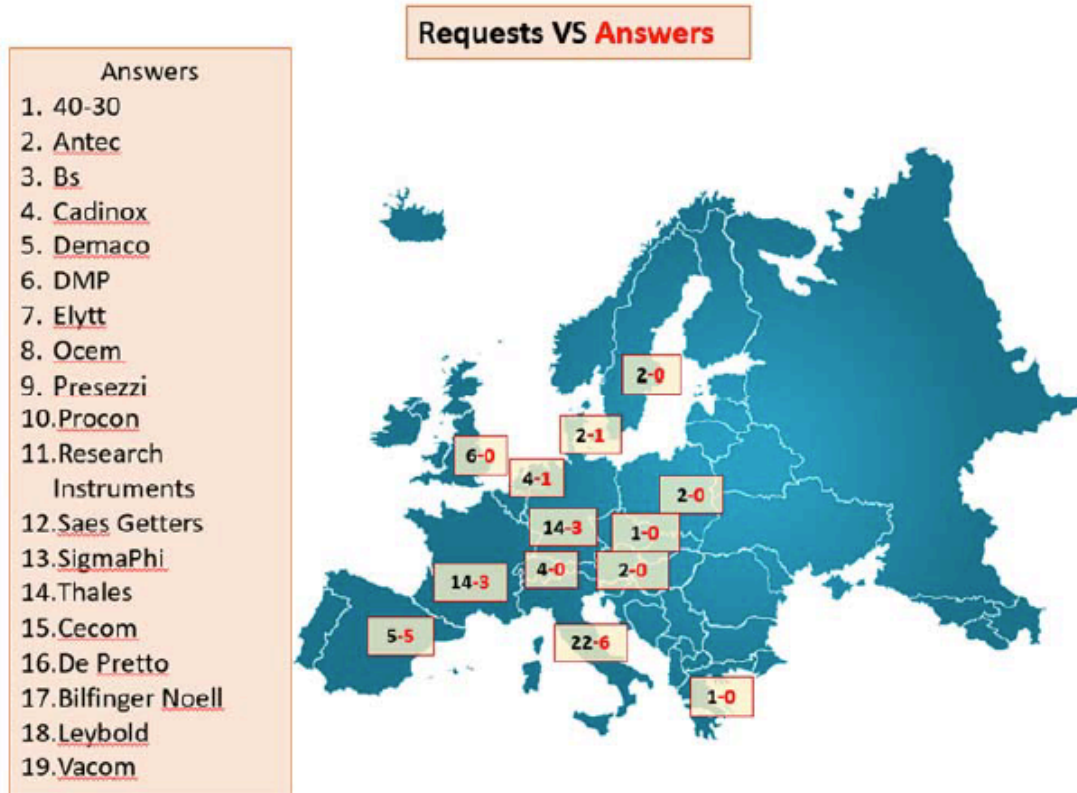 Requests VS Answers
Answers
1. 40-30
2. Antec
3. Bs
4. Cadinox
5. Demaco
6. DMP
7. Elytt
8. Ocem
9. Presezzi
10.Procon
11.Research
Instruments
12.Saes Getters
13.SigmaPhi
14.Thales
15.Cecom
16.De Pretto
17.Bilfinger Noell
18.Leybold
19.Vacom
2-0
2-1
6-0
4-1
2-0
14-3
1-0
4-0
2-0
14-3
5-5
22-6
1-0